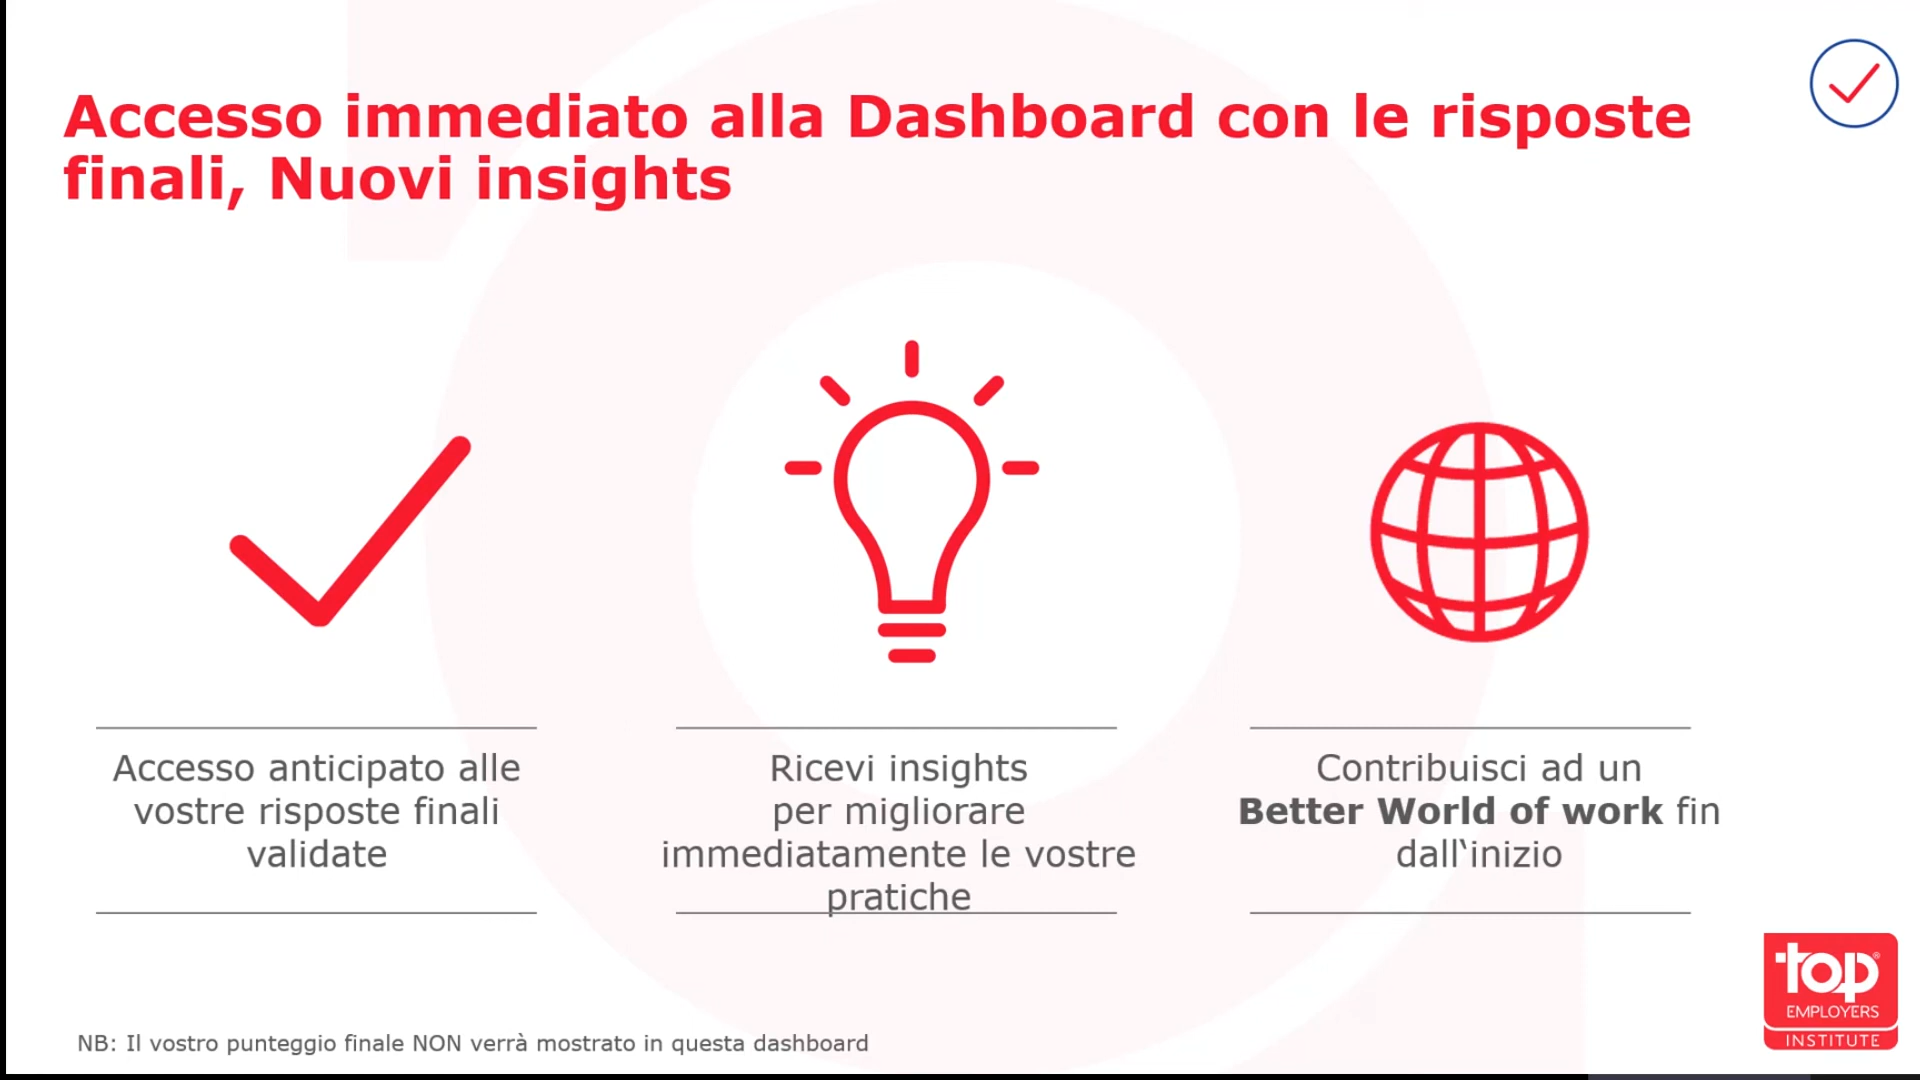 Accesso immediato alla Dashboard con le risposte
finali, Nuovi insights
Accesso anticipato alle
vostre risposte finali
validate
Ricevi insights
per migliorare
immediatamente le vostre
pratiche
Contribuisci ad un
Better World of work fin
dall‛inizio
NB: Il vostro punteggio finale NON verrà mostrato in questa dashboard
top®
EMPLOYERS
INSTITUTE